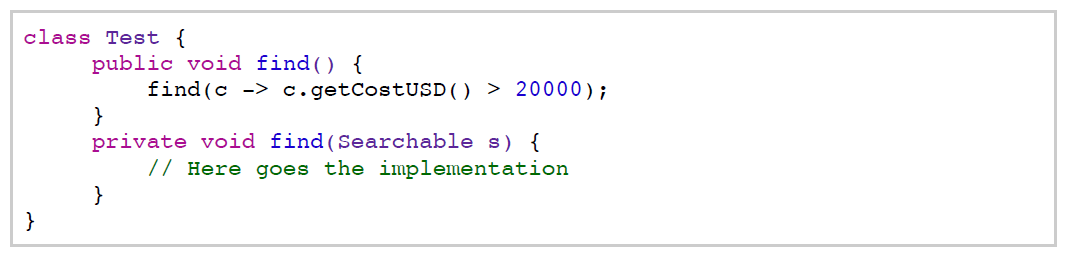 class Test {
public void find() {
find(c -> c.getCostUSD() > 20000);
}
private void find(Searchable s) {
// Here goes the implementation
}
}